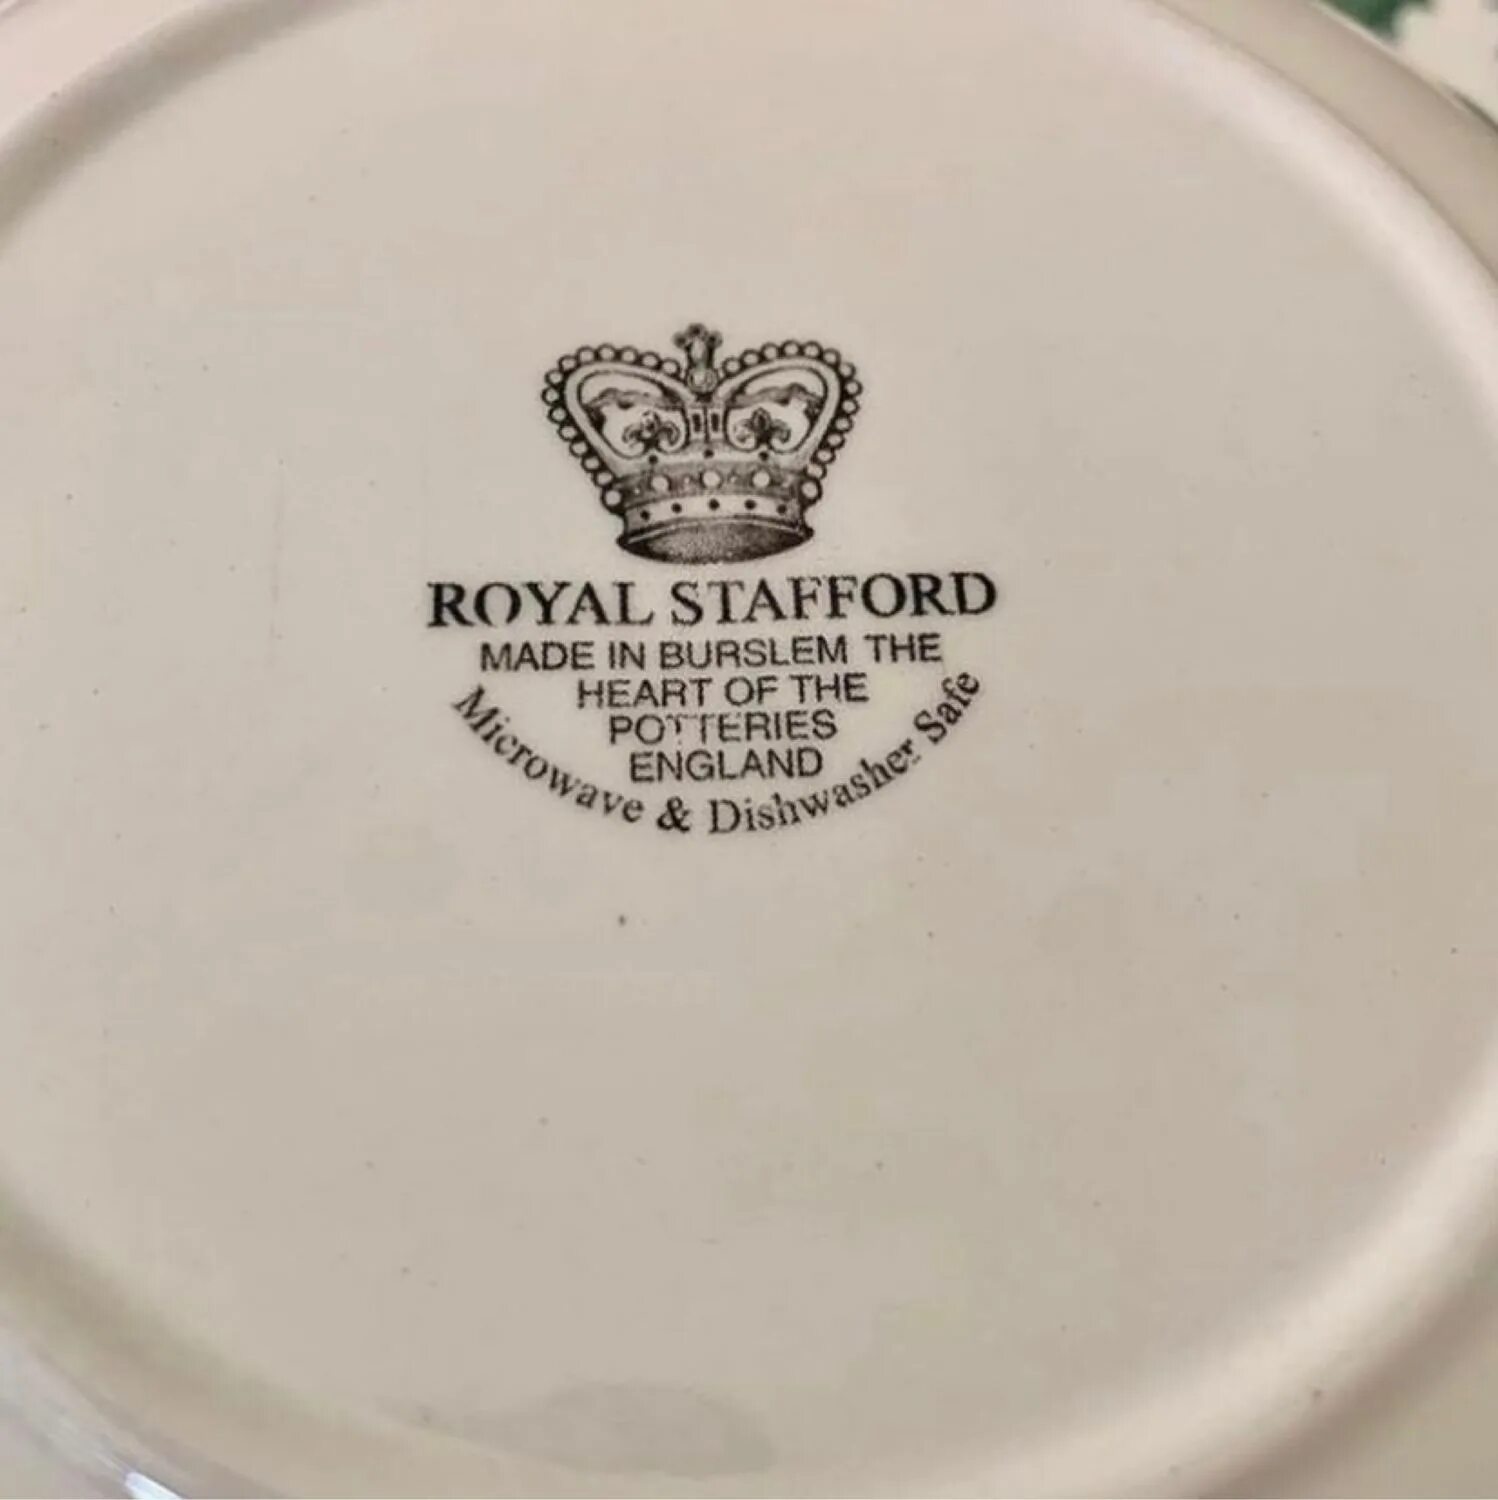 ROYAL STAFFORD
MADE IN BURSLEM THE
HEART OF THE
POTTERIES
ENGLAND
Microwave & Dishwasher Safe